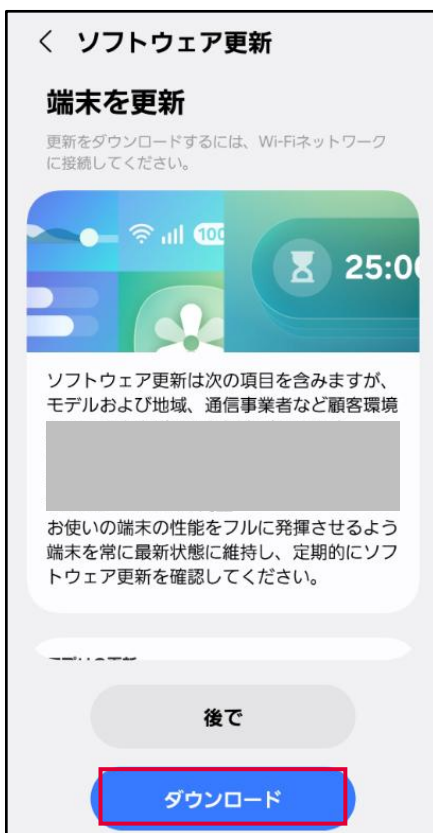 ソフトウェア更新
端末を更新
更新をダウンロードするには、Wi-Fiネットワーク
に接続してください。
100
25:00
ソフトウェア更新は次の項目を含みますが、
モデルおよび地域、通信事業者など顧客環境
お使いの端末の性能をフルに発揮させるよう
端末を常に最新状態に維持し、定期的にソフ
トウェア更新を確認してください。
後で
ダウンロード